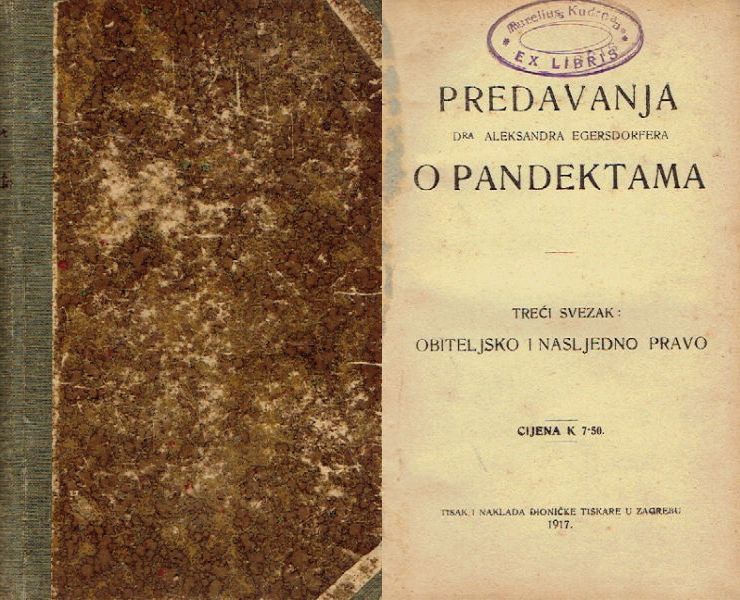 EX LIBRIS
PREDAVANJA
DRA ALEKSANDRA EGERSDORFERA
O PANDEKTAMA
TREĆI SVEZAK:
OBITELJSKO I NASLJEDNO PRAVO
CIJENA K 7·50.
TISAK I NAKLADA DIONIČKE TISKARE U ZAGREBU
1917.